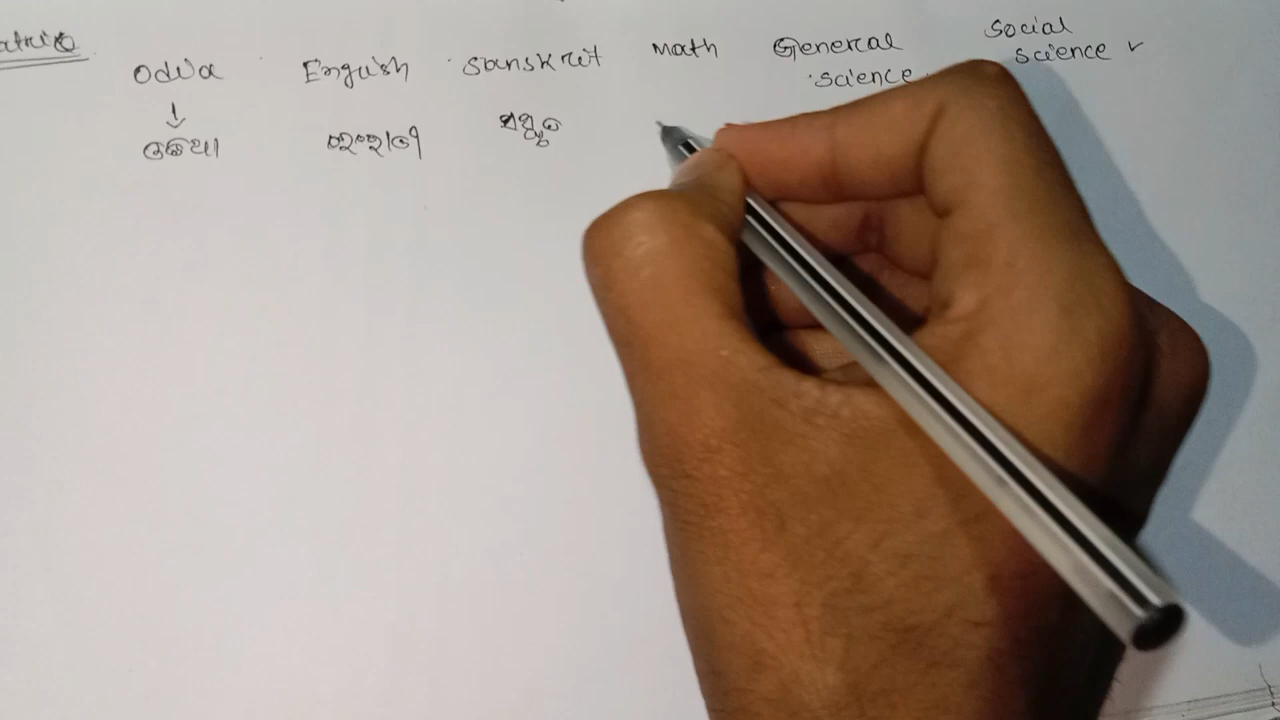 Odia English Sanskrit Math General Science Social Science ✓
↓
ଓଡିଆ